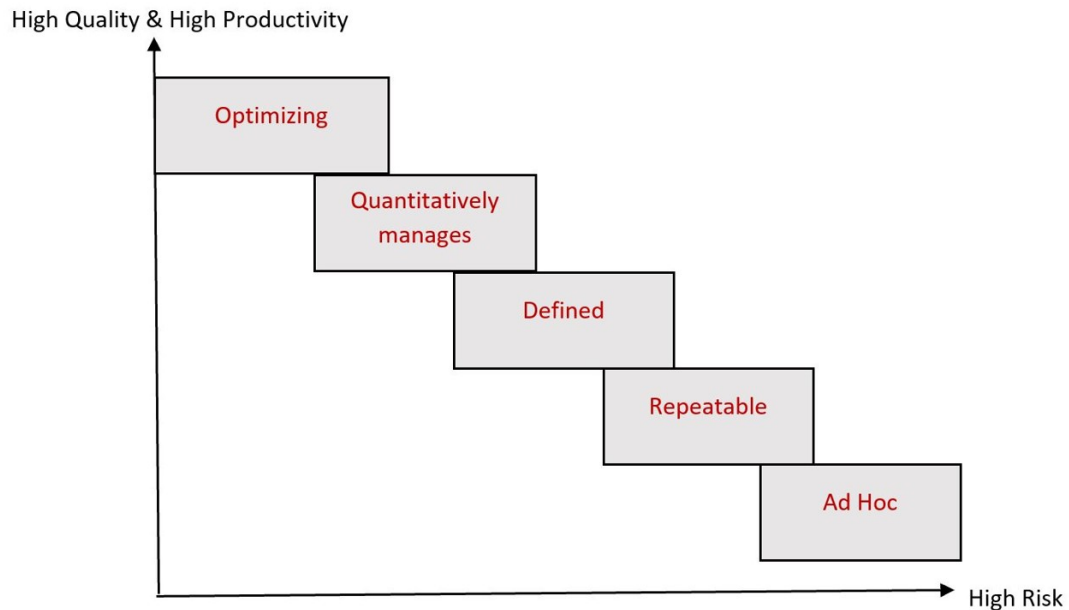 High Quality & High Productivity
Optimizing
Quantitatively
manages
Defined
Repeatable
Ad Hoc
High Risk